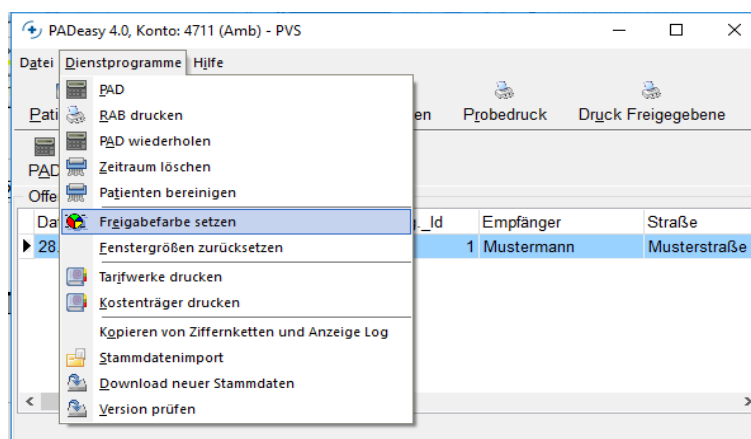 PADeasy 4.0, Konto: 4711 (Amb) - PVS
Datei Dienstprogramme Hilfe
PAD
RAB drucken
Probedruck Druck Freigegebene
PAD wiederholen
Zeitraum löschen
PAD
Patienten bereinigen
Freigabefarbe setzen
Empfänger Straße
Fenstergrößen zurücksetzen
28. 1 Mustermann Musterstraße
Tarifwerke drucken
Kostenträger drucken
Kopieren von Ziffernketten und Anzeige Log
Stammdatenimport
Download neuer Stammdaten
Version prüfen